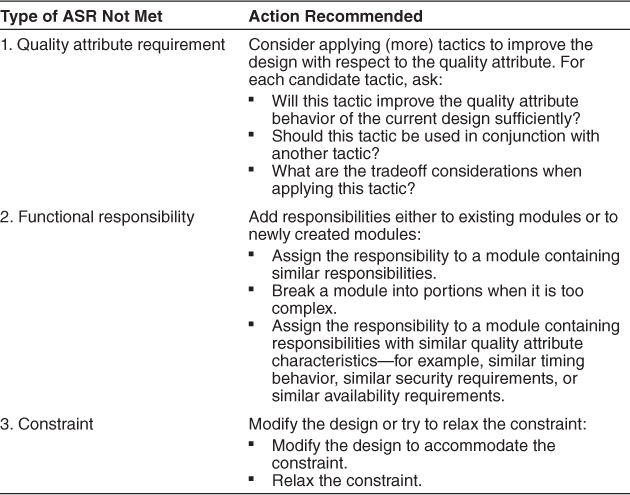 Type of ASR Not Met Action Recommended
1. Quality attribute requirement Consider applying (more) tactics to improve the
design with respect to the quality attribute. For
each candidate tactic, ask:
▪ Will this tactic improve the quality attribute
behavior of the current design sufficiently?
▪ Should this tactic be used in conjunction with
another tactic?
▪ What are the tradeoff considerations when
applying this tactic?
2. Functional responsibility Add responsibilities either to existing modules or to
newly created modules:
▪ Assign the responsibility to a module containing
similar responsibilities.
▪ Break a module into portions when it is too
complex.
▪ Assign the responsibility to a module containing
responsibilities with similar quality attribute
characteristics—for example, similar timing
behavior, similar security requirements, or
similar availability requirements.
3. Constraint Modify the design or try to relax the constraint:
▪ Modify the design to accommodate the
constraint.
▪ Relax the constraint.